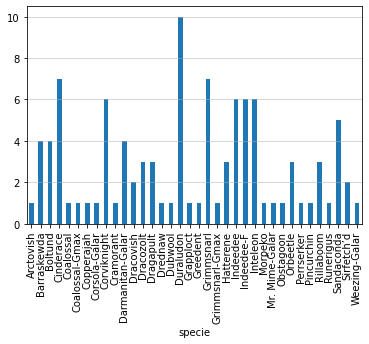 10
8
6
4
2
0
Arctovish
Barraskewda
Boltund
Cinderace
Coalossal
Coalossal-Gmax
Copperajah
Corsola-Galar
Corviknight
Cramorant
Darmanitan-Galar
Dracovish
Dracozolt
Dragapult
Drednaw
Dubwool
Duraludon
Grapploct
Greedent
Grimmsnarl
Grimmsnarl-Gmax
Hatterene
Indeedee
Indeedee-F
Inteleon
Morpeko
Mr. Mime-Galar
Obstagoon
Orbeetle
Perrserker
Pincurchin
Rillaboom
Runerigus
Sandaconda
Sirfetch'd
Weezing-Galar
specie